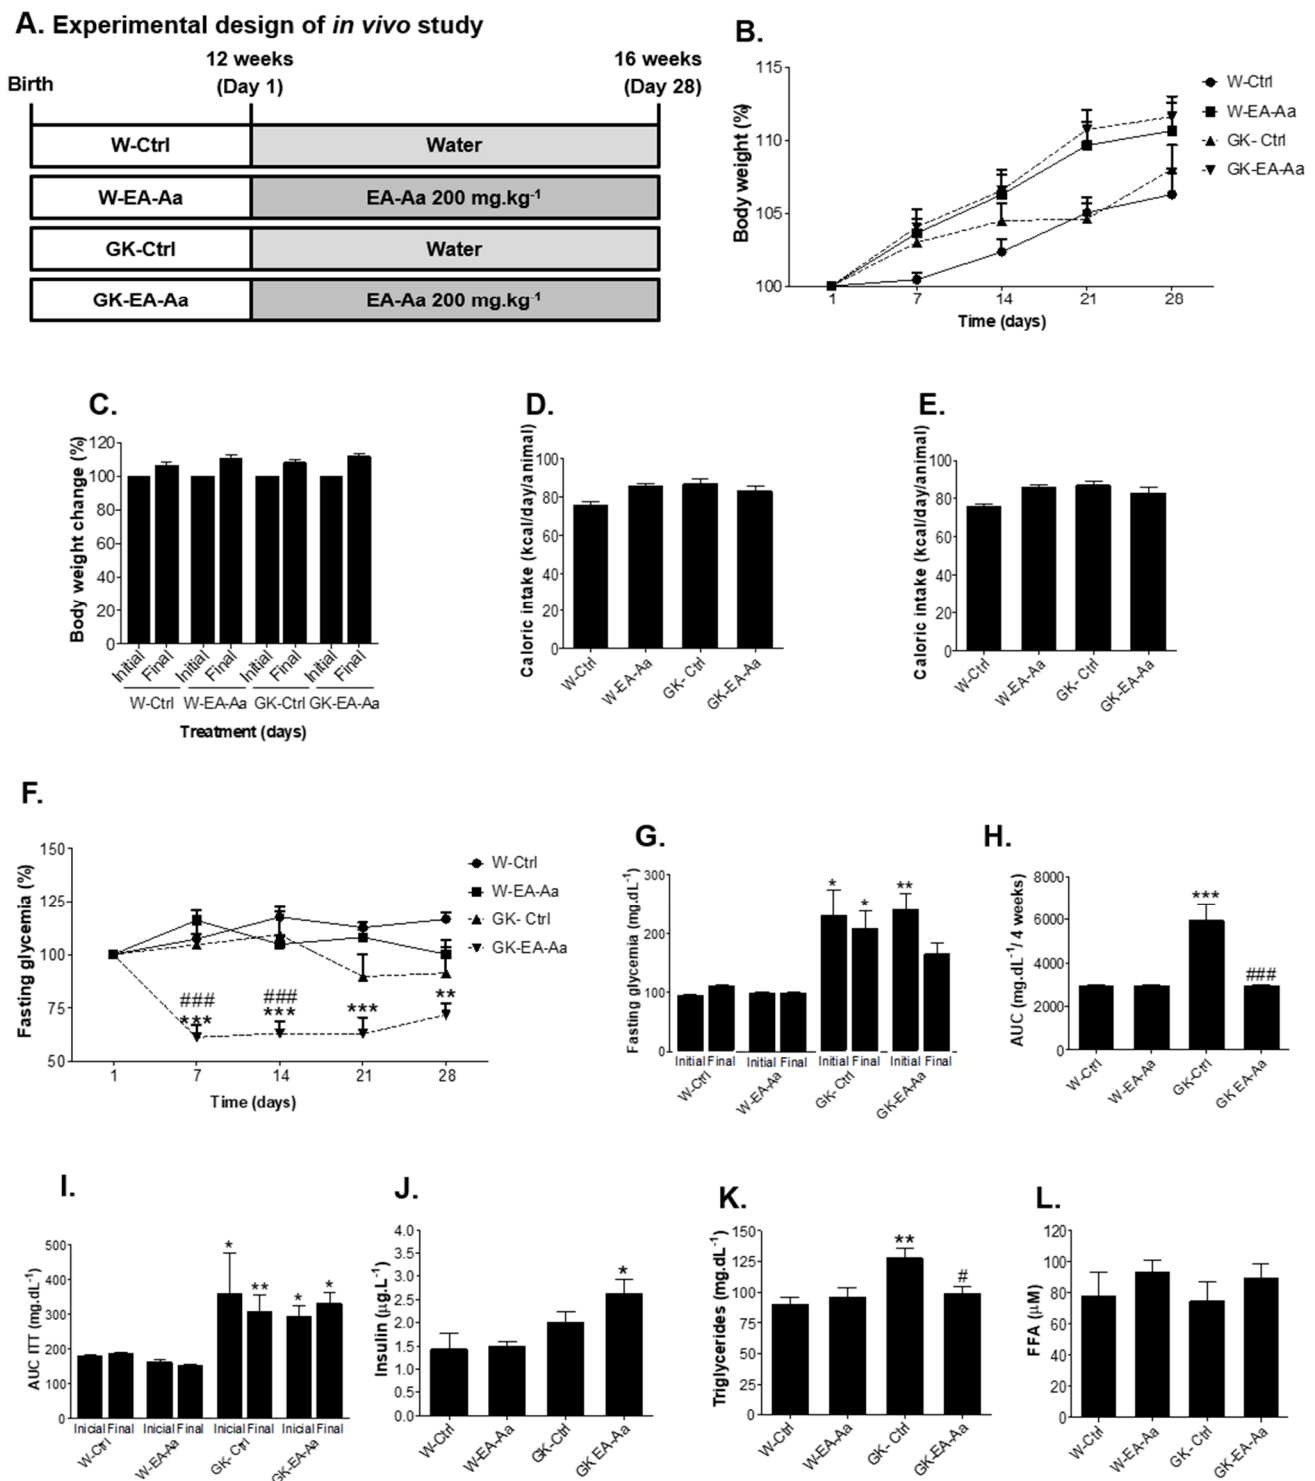 A. Experimental design of in vivo study
12 weeks
(Day 1)
16 weeks
(Day 28)
Birth
W-Ctrl
Water
W-EA-Aa
EA-Aa 200 mg.kg-1
GK-Ctrl
Water
GK-EA-Aa
EA-Aa 200 mg.kg-1
B.
Body weight (%)
115
110
105
100
1 7 14 21 28
Time (days)
W-Ctrl
W-EA-Aa
GK- Ctrl
GK-EA-Aa
C.
Body weight change (%)
120
100
80
60
40
20
0
Initial Final Initial Final Initial Final Initial Final
W-Ctrl W-EA-Aa GK-Ctrl GK-EA-Aa
Treatment (days)
D.
Caloric intake (kcal/day/animal)
100
80
60
40
20
0
W-Ctrl W-EA-Aa GK- Ctrl GK-EA-Aa
E.
Caloric intake (kcal/day/animal)
100
80
60
40
20
0
W-Ctrl W-EA-Aa GK- Ctrl GK-EA-Aa
F.
Fasting glycemia (%)
150
125
100
75
50
### ###
*** *** *** **
1 7 14 21 28
Time (days)
W-Ctrl
W-EA-Aa
GK- Ctrl
GK-EA-Aa
G.
Fasting glycemia (mg.dL-1)
300
200
100
0
* * **
Initial Final Initial Final Initial Final Initial Final
W-Ctrl W-EA-Aa GK- Ctrl GK-EA-Aa
H.
AUC (mg.dL-1/ 4 weeks)
8000
6000
4000
2000
0
*** ###
W-Ctrl W-EA-Aa GK-Ctrl GK EA-Aa
I.
AUC ITT (mg.dL-1)
500
400
300
200
100
0
* ** * *
Inicial Final Inicial Final Inicial Final Inicial Final
W-Ctrl W-EA-Aa GK- Ctrl GK-EA-Aa
J.
Insulin (µg.L-1)
4.0
3.5
3.0
2.5
2.0
1.5
1.0
0.5
0.0
*
W-Ctrl W-EA-Aa GK-Ctrl GK EA-Aa
K.
Triglycerides (mg.dL-1)
150
125
100
75
50
25
0
** #
W-Ctrl W-EA-Aa GK- Ctrl GK-EA-Aa
L.
FFA (µM)
120
100
80
60
40
20
0
W-Ctrl W-EA-Aa GK- Ctrl GK-EA-Aa